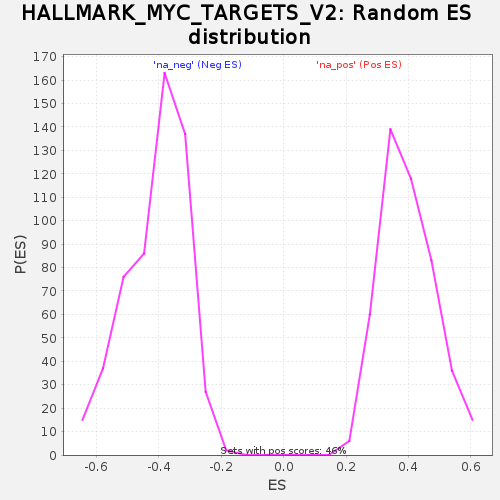 HALLMARK_MYC_TARGETS_V2: Random ES
distribution
'na_neg' (Neg ES) 'na_pos' (Pos ES)
170
160
150
140
130
120
110
100
90
80
70
60
50
40
30
20
10
0
P(ES)
Sets with pos scores: 46%
-0.6 -0.4 -0.2 0.0 0.2 0.4 0.6
ES